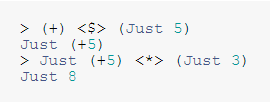 > (+) <$> (Just 5)
Just (+5)
> Just (+5) <*> (Just 3)
Just 8